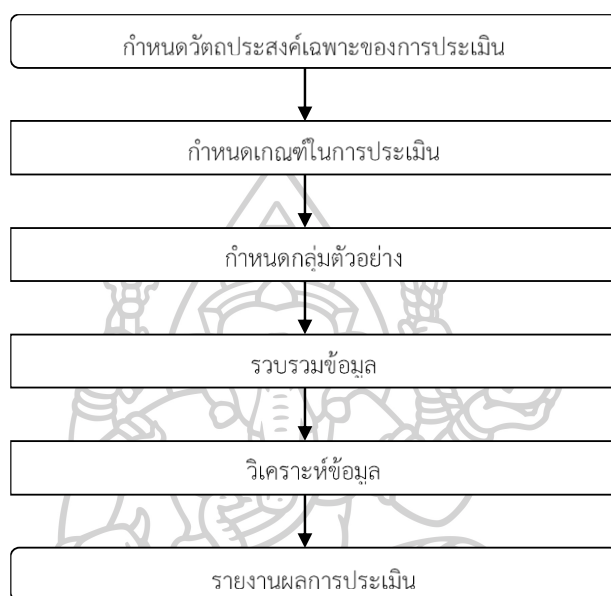 กำหนดวัตถุประสงค์เฉพาะของการประเมิน
กำหนดเกณฑ์ในการประเมิน
กำหนดกลุ่มตัวอย่าง
รวบรวมข้อมูล
วิเคราะห์ข้อมูล
รายงานผลการประเมิน